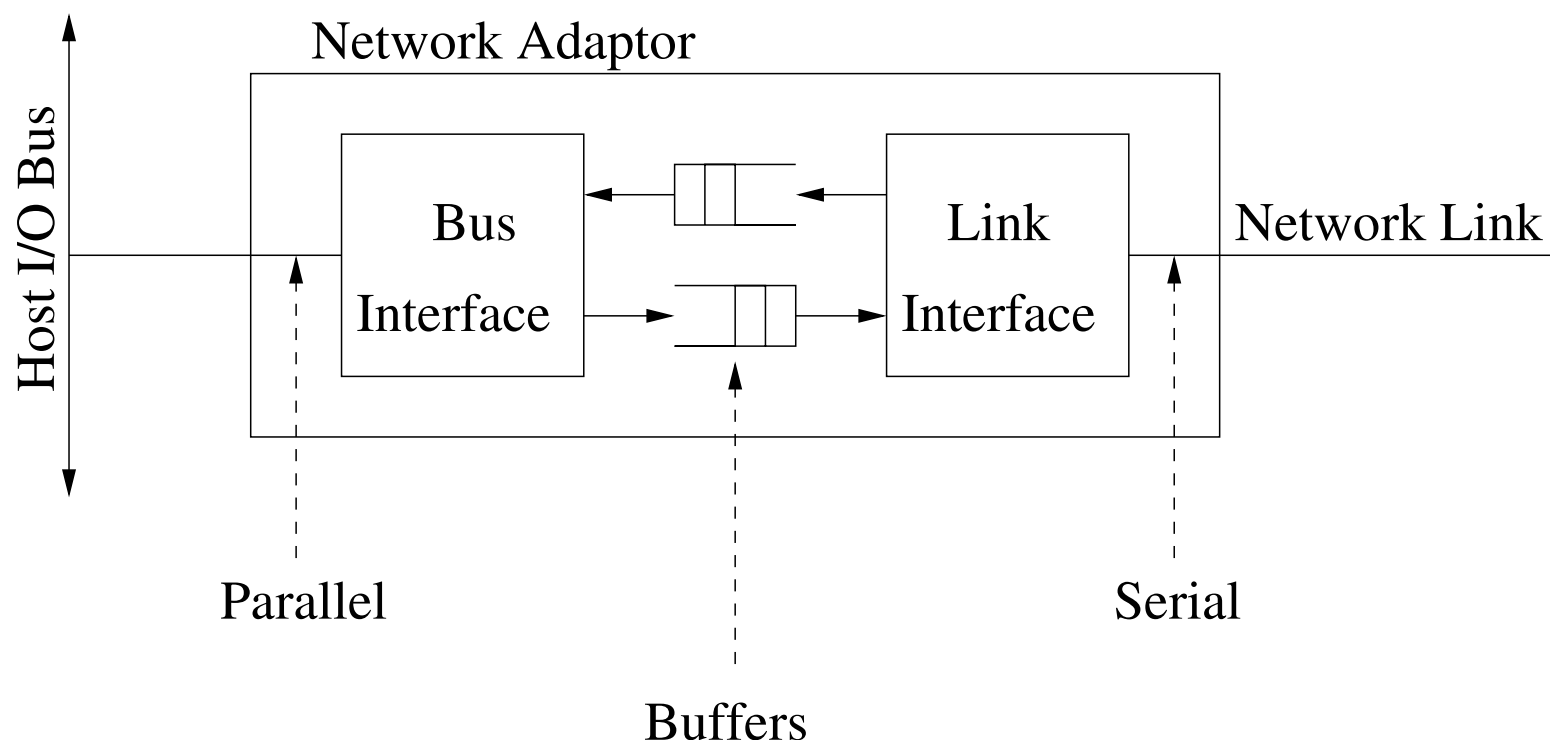 Network Adaptor
Host I/O Bus
Bus
Interface
Link
Interface
Network Link
Parallel
Serial
Buffers